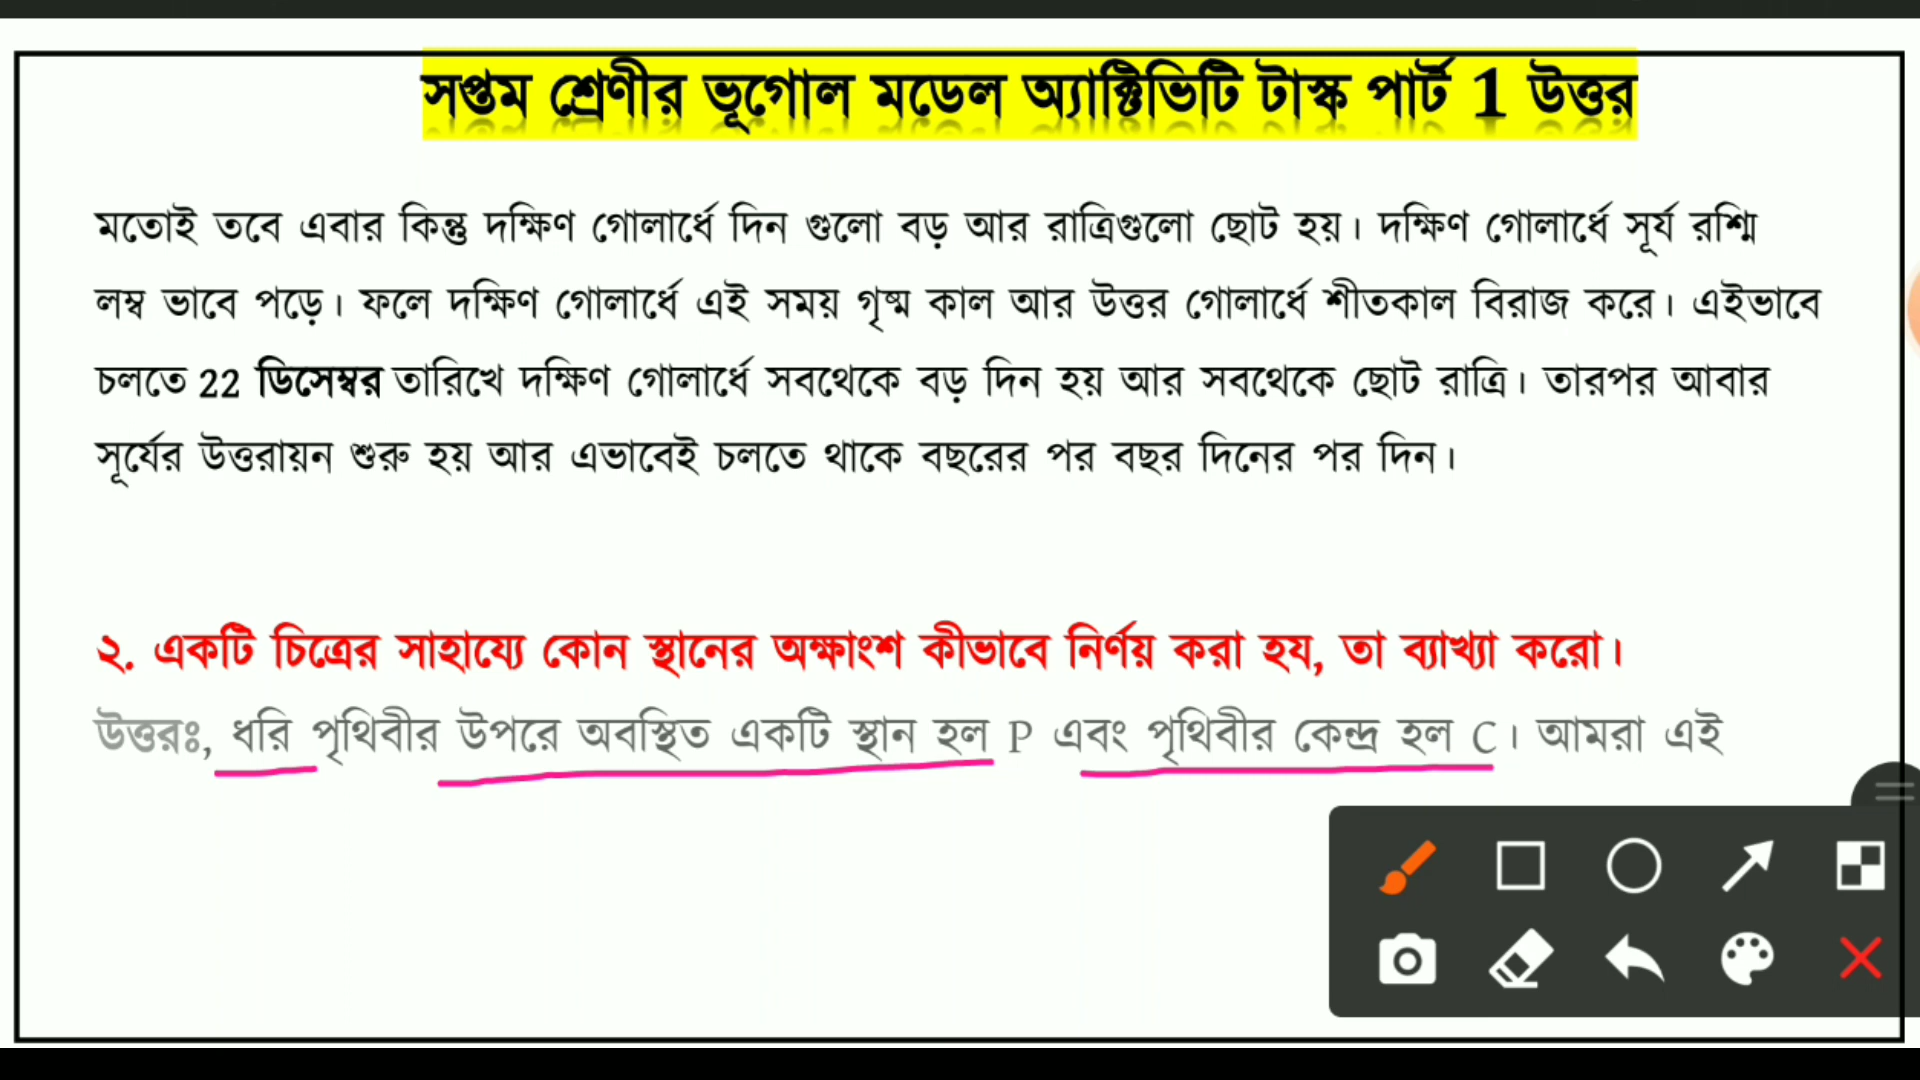 সপ্তম শ্রেণীর ভূগোল মডেল অ্যাক্টিভিটি টাস্ক পার্ট 1 উত্তর
মতোই তবে এবার কিন্তু দক্ষিণ গোলার্ধে দিন গুলো বড় আর রাত্রিগুলো ছোট হয়। দক্ষিণ গোলার্ধে সূর্য রশ্মি
লম্ব ভাবে পড়ে। ফলে দক্ষিণ গোলার্ধে এই সময় গৃষ্ম কাল আর উত্তর গোলার্ধে শীতকাল বিরাজ করে। এইভাবে
চলতে 22 ডিসেম্বর তারিখে দক্ষিণ গোলার্ধে সবথেকে বড় দিন হয় আর সবথেকে ছোট রাত্রি। তারপর আবার
সূর্যের উত্তরায়ন শুরু হয় আর এভাবেই চলতে থাকে বছরের পর বছর দিনের পর দিন।
২. একটি চিত্রের সাহায্যে কোন স্থানের অক্ষাংশ কীভাবে নির্ণয় করা হয, তা ব্যাখ্যা করো।
উত্তরঃ, ধরি পৃথিবীর উপরে অবস্থিত একটি স্থান হল P এবং পৃথিবীর কেন্দ্র হল C। আমরা এই